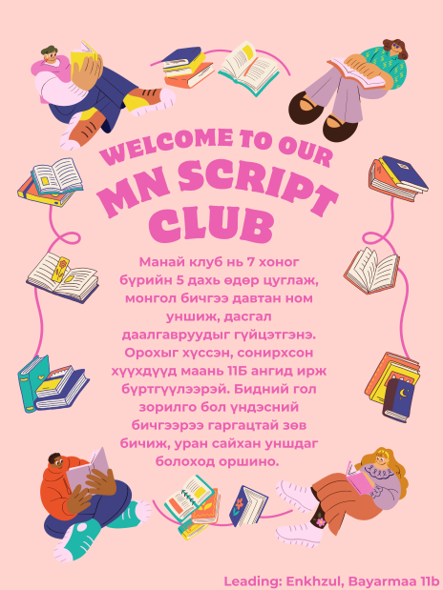 WELCOME TO OUR
MN SCRIPT
CLUB
Манай клуб нь 7 хоног
бүрийн 5 дахь өдөр цуглаж,
монгол бичгээ давтан ном
уншиж, дасгал
даалгавруудыг гүйцэтгэнэ.
Орохыг хүссэн, сонирхсон
хүүхдүүд маань 11Б ангид ирж
бүртгүүлээрэй. Бидний гол
зорилго бол үндэсний
бичгээрээ гаргацтай зөв
бичиж, уран сайхан уншдаг
болоход оршино.
Leading: Enkhzul, Bayarmaa 11b